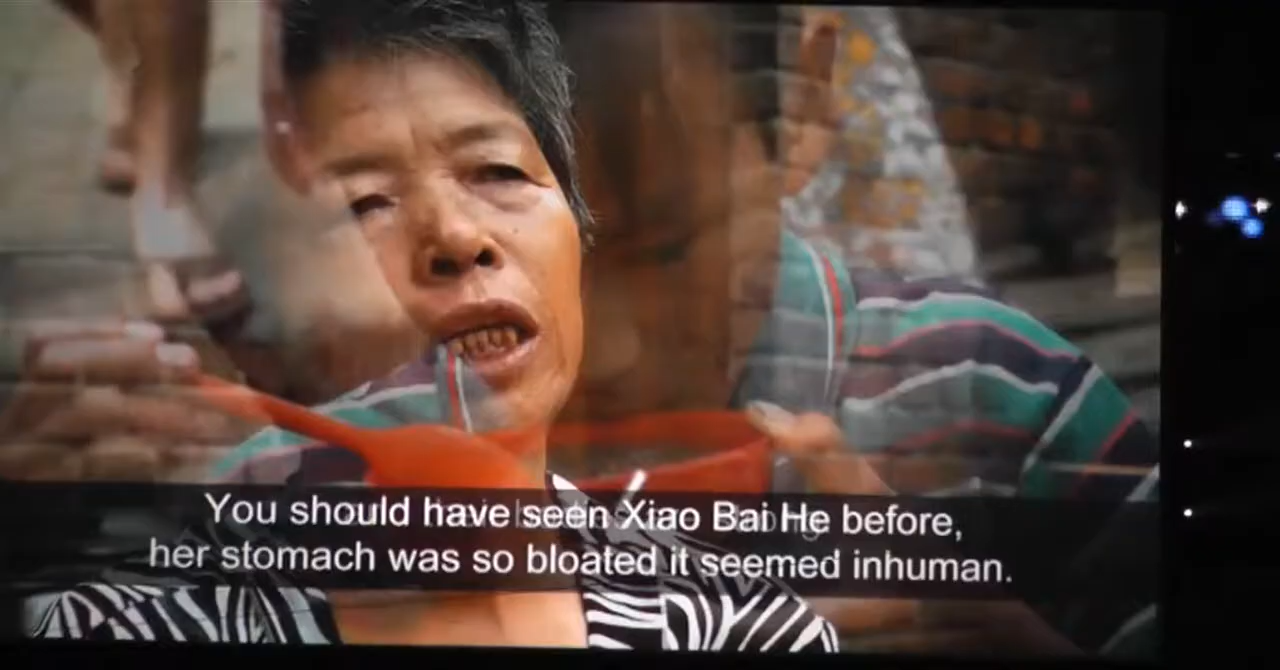 You should have seen Xiao Bai He before,
her stomach was so bloated it seemed inhuman.